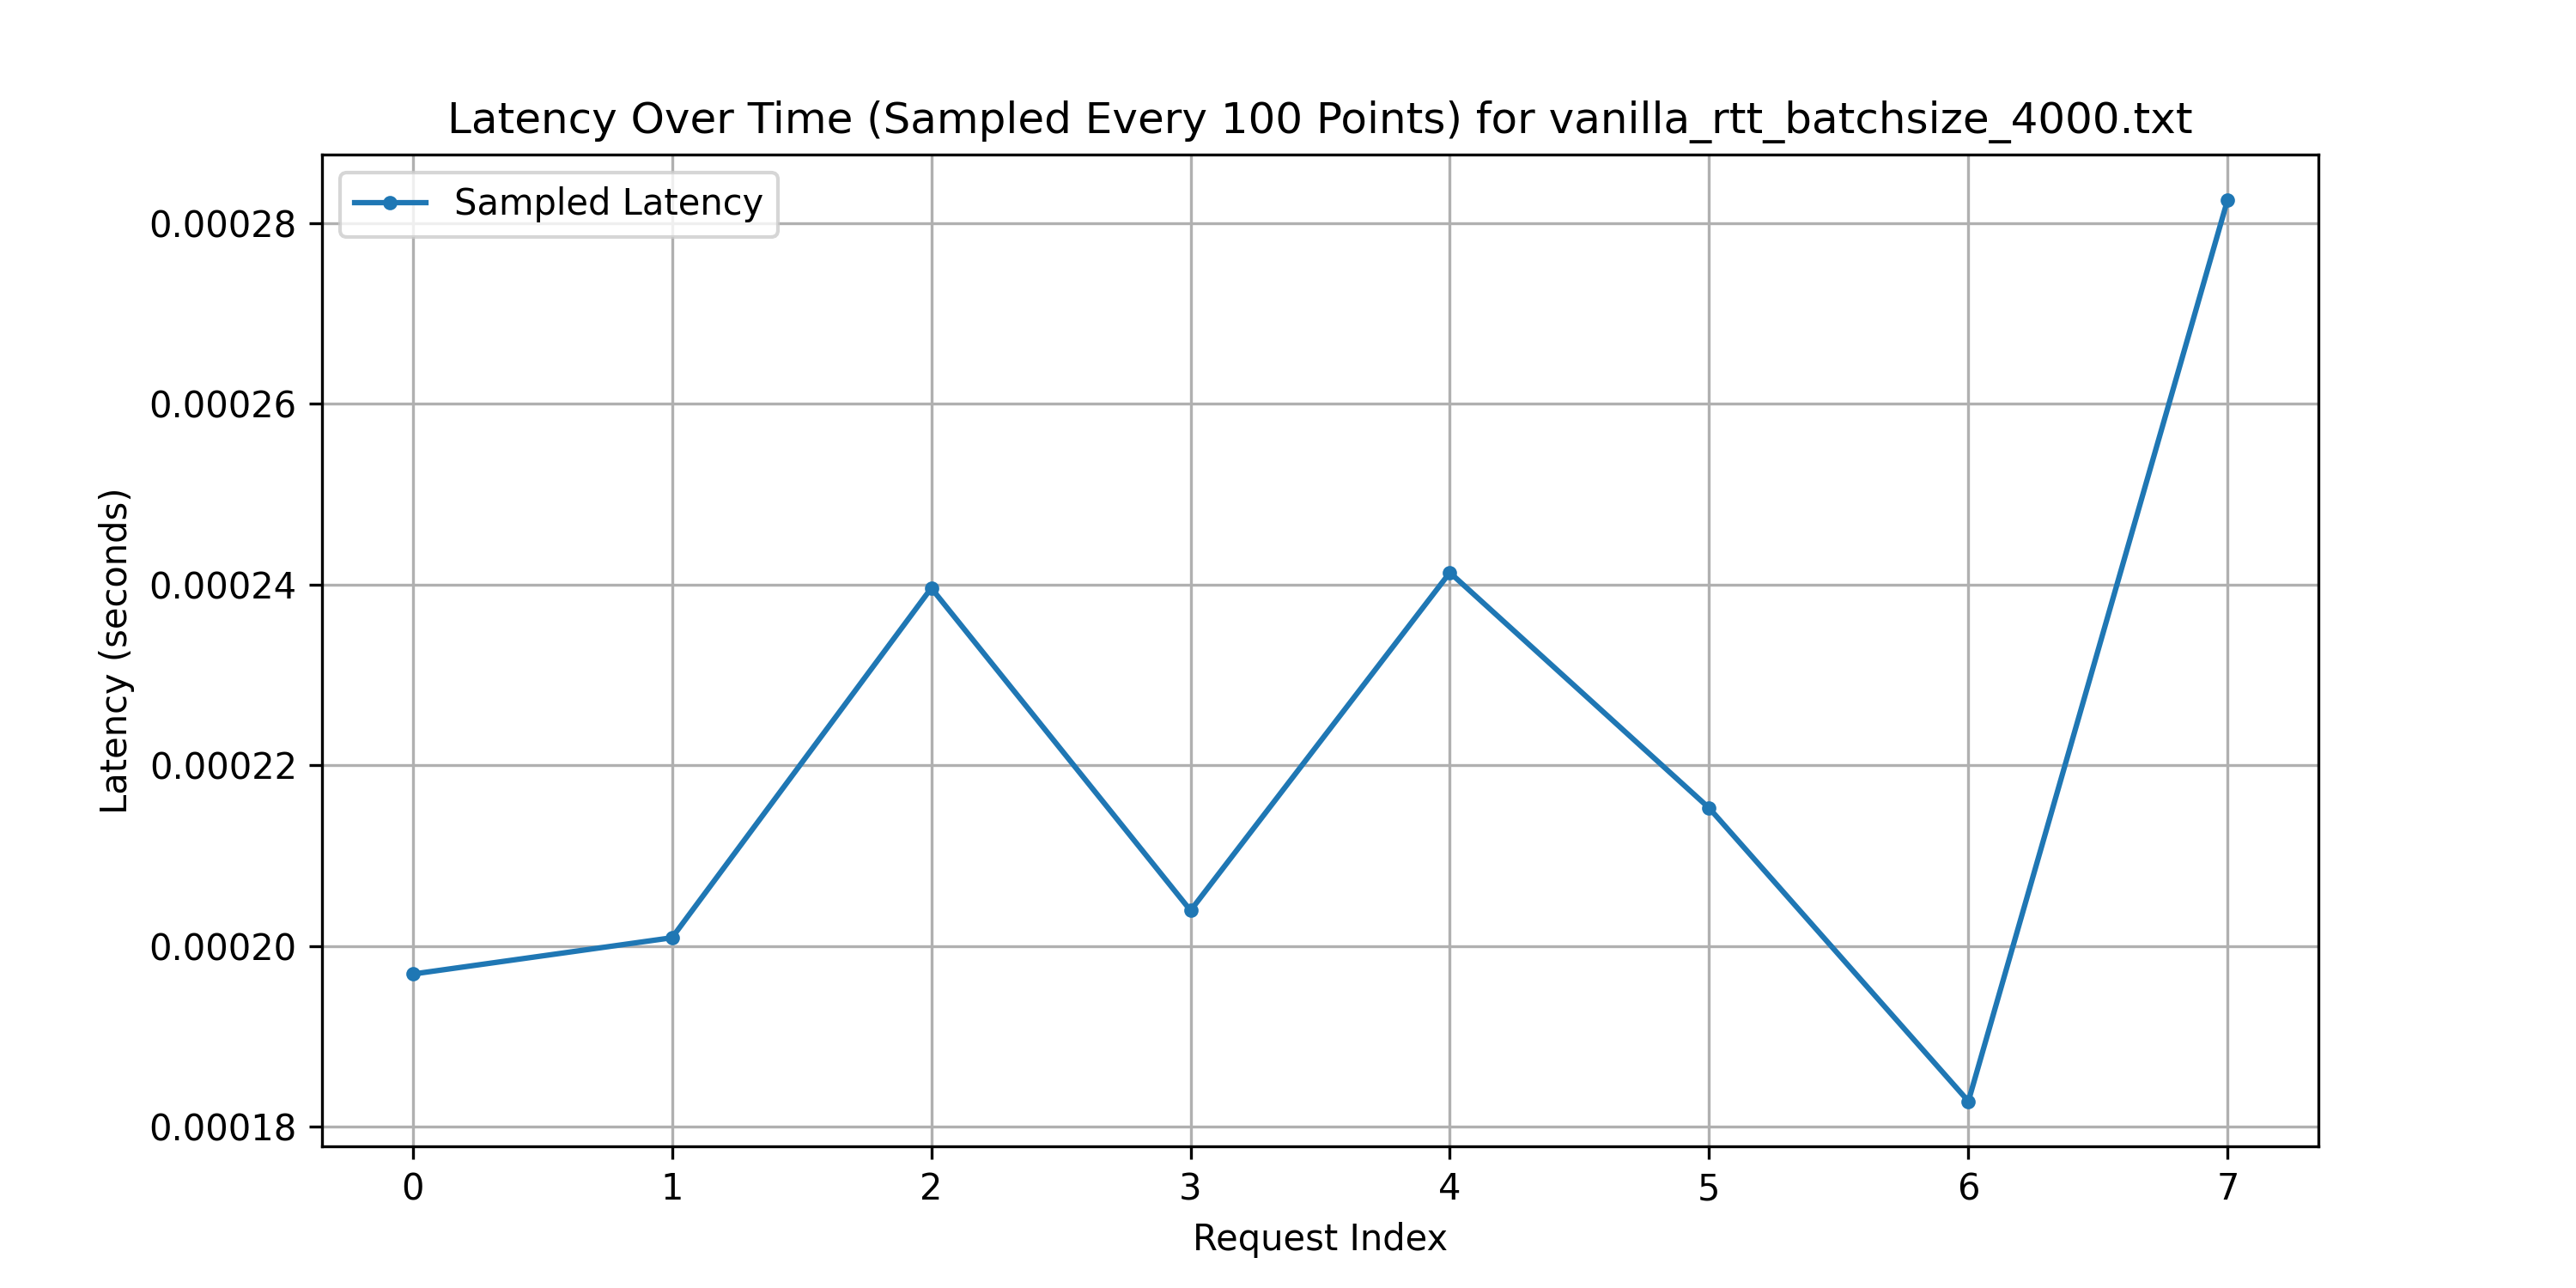 Latency Over Time (Sampled Every 100 Points) for vanilla_rtt_batchsize_4000.txt
Sampled Latency
Latency (seconds)
0.00028
0.00026
0.00024
0.00022
0.00020
0.00018
0 1 2 3 4 5 6 7
Request Index